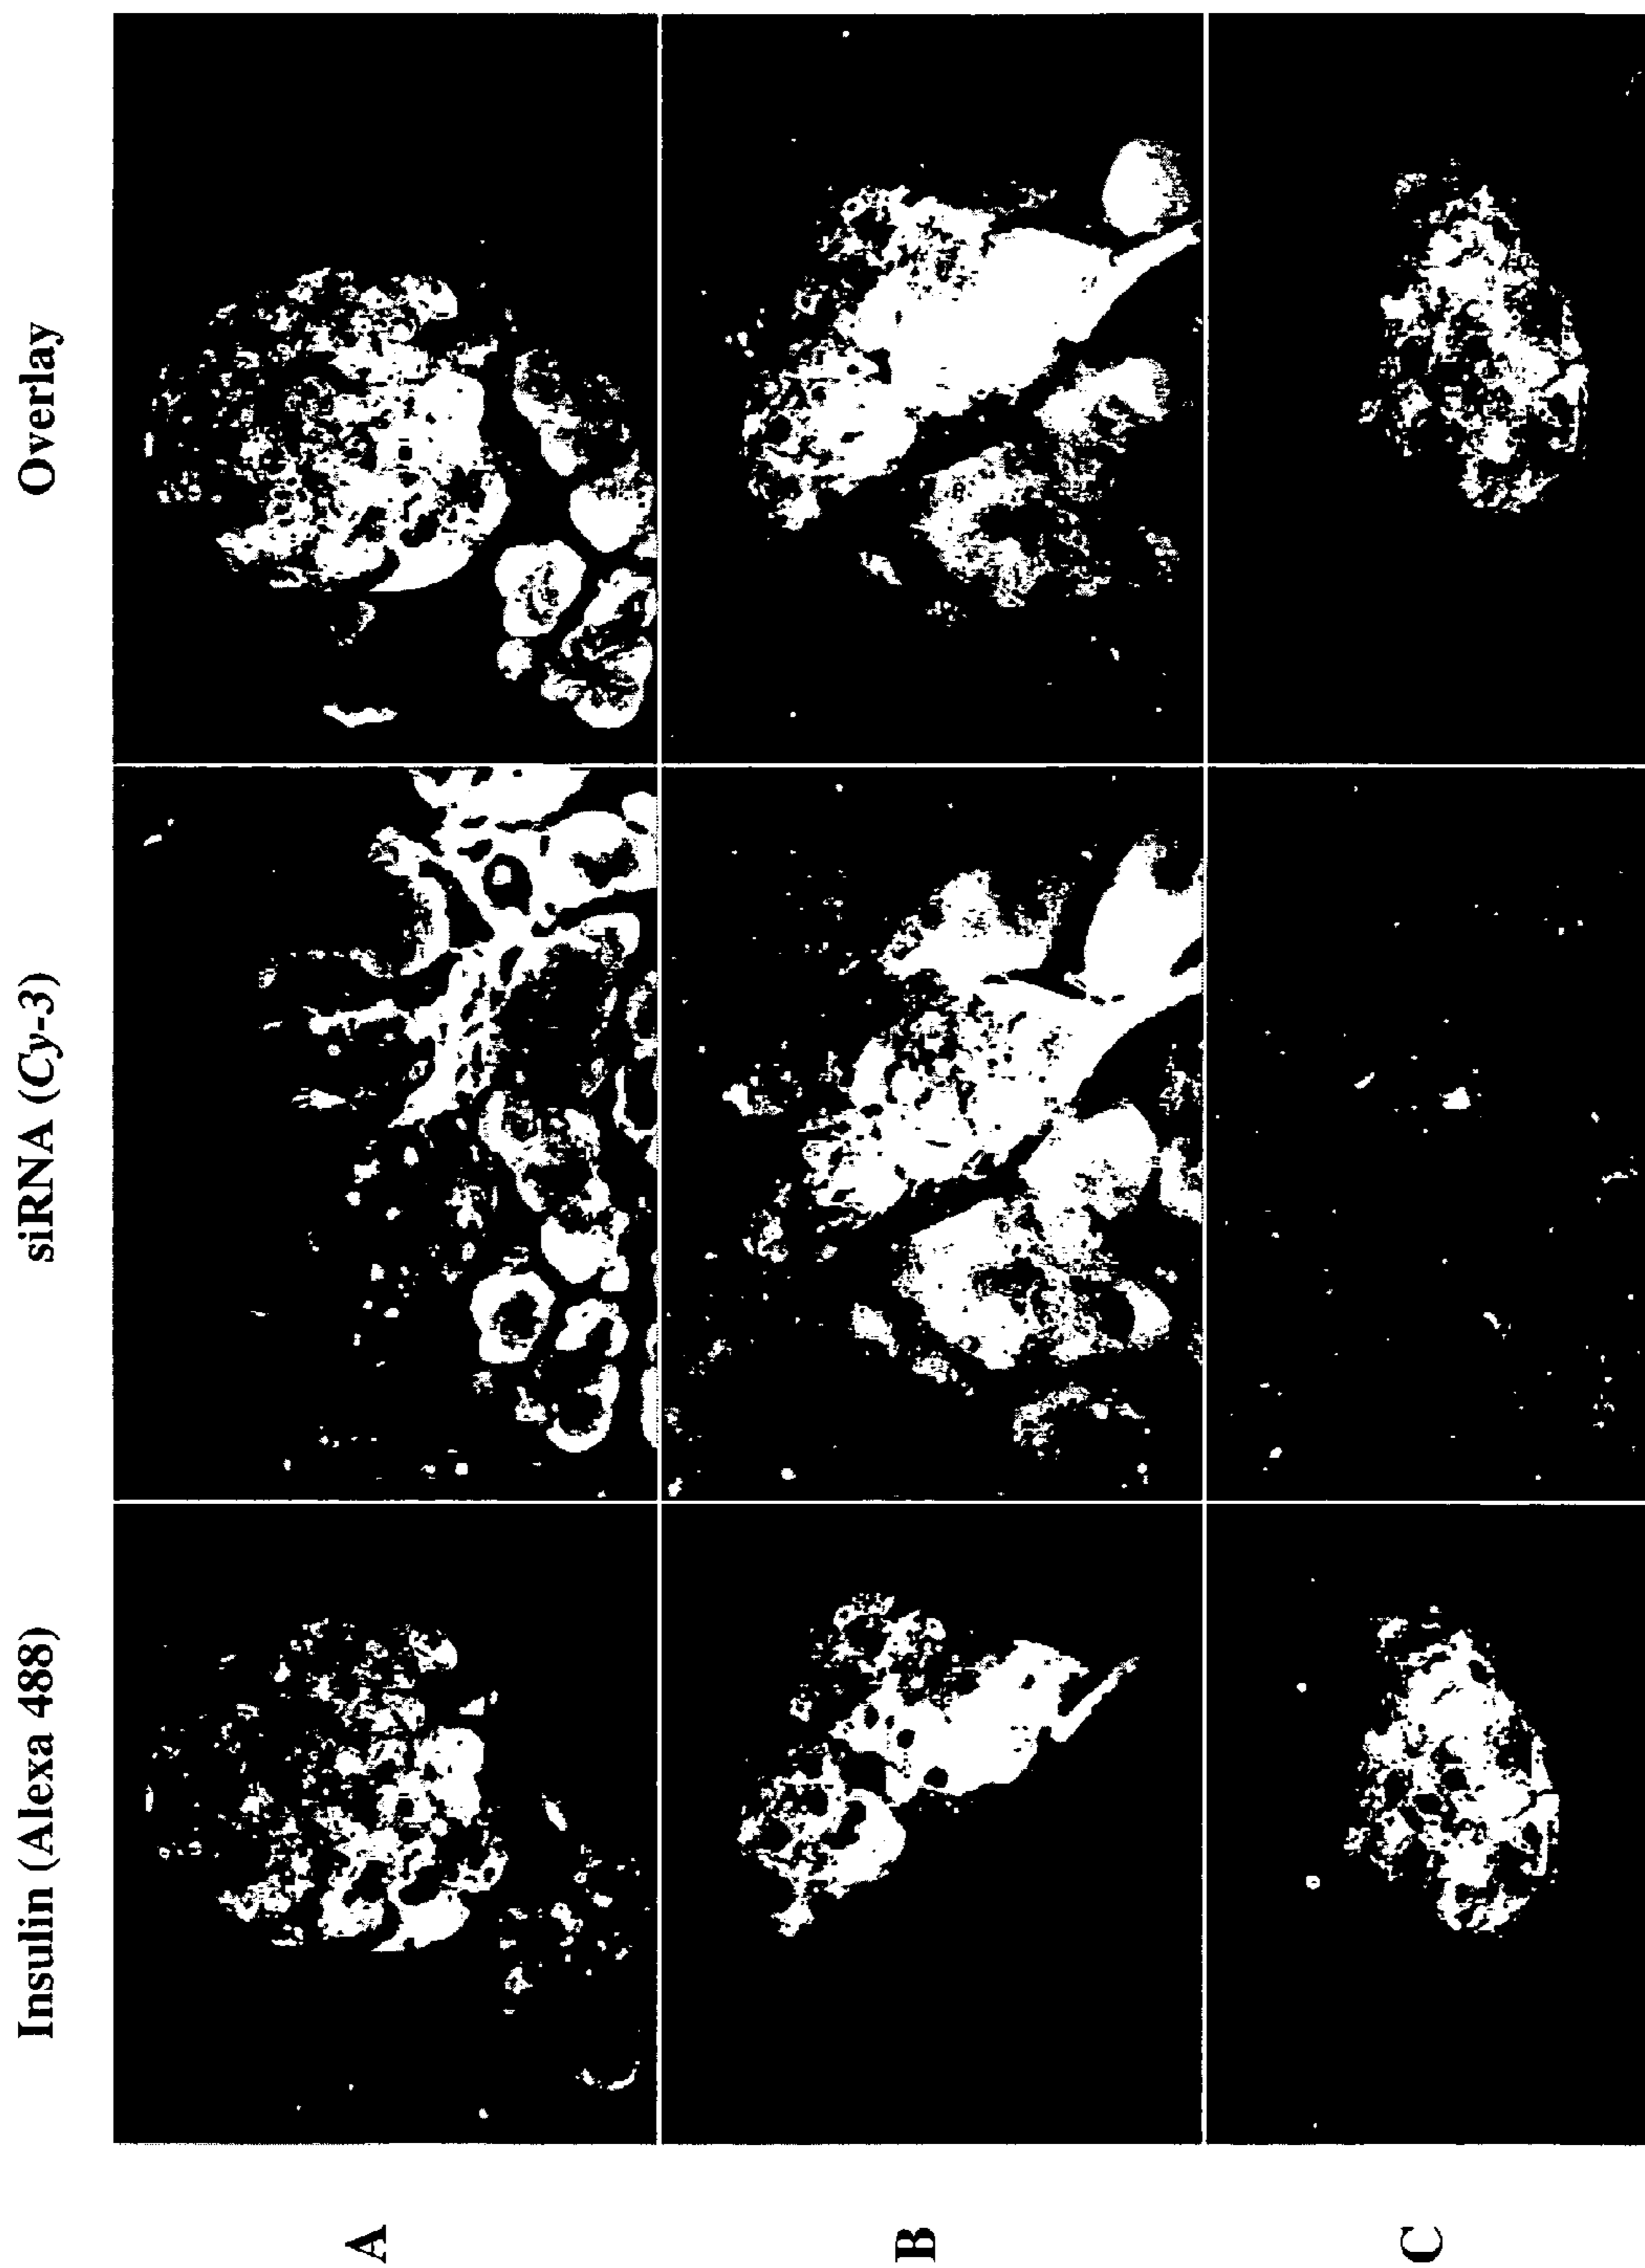 Insulin (Alexa 488)
siRNA (Cy-3)
Overlay
A
B
C